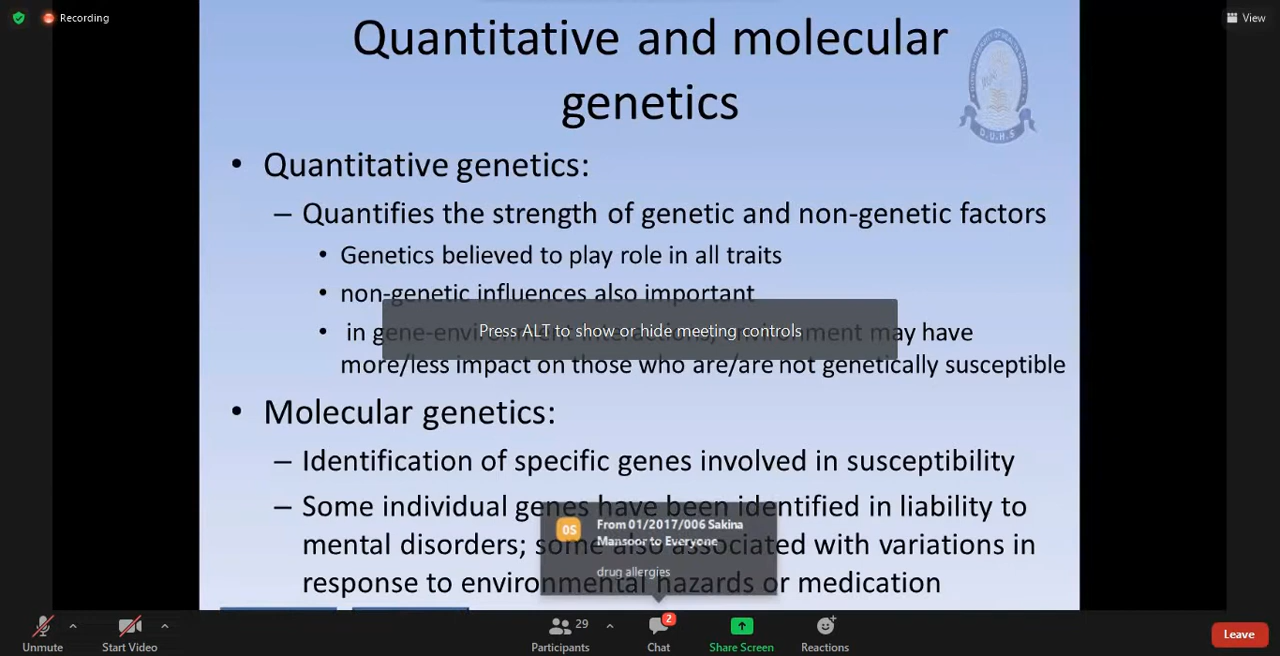 Recording
View
Quantitative and molecular
genetics
D.U.H.S
• Quantitative genetics:
– Quantifies the strength of genetic and non-genetic factors
• Genetics believed to play role in all traits
• non-genetic influences also important
Press ALT to show or hide meeting controls
• in gene-environment interactions, environment may have
more/less impact on those who are/are not genetically susceptible
• Molecular genetics:
– Identification of specific genes involved in susceptibility
– Some individual genes have been identified in liability to
mental disorders; some also associated with variations in
response to environmental hazards or medication
OS
From 01/2017/006 Sakina
Mansoor to Everyone
drug allergies
Unmute
Start Video
29
Participants
2
Chat
Share Screen
Reactions
Leave